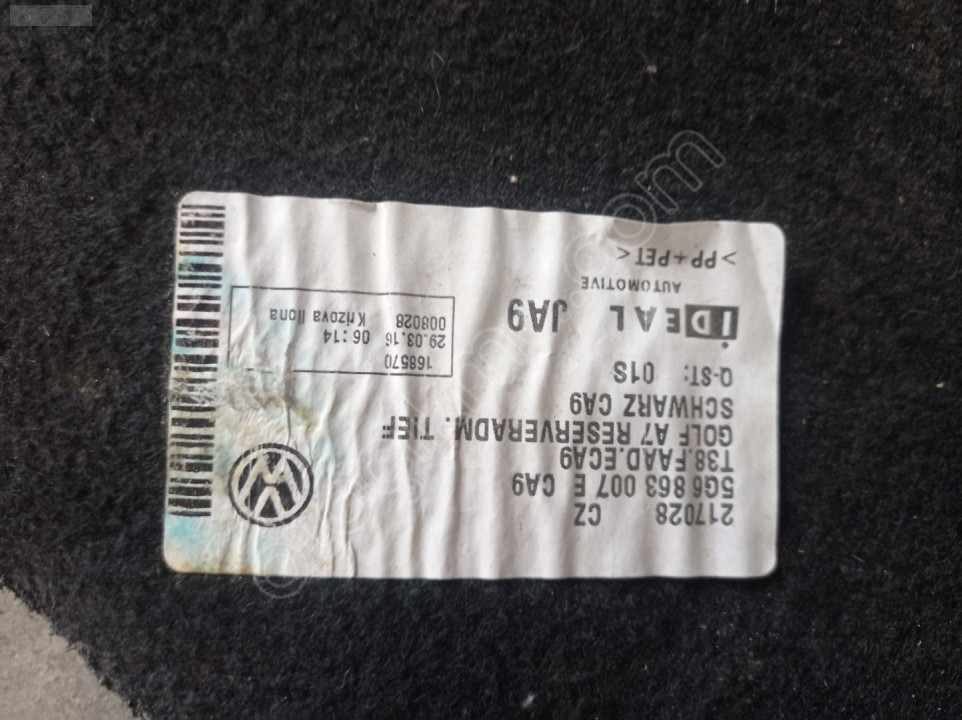 217028 CZ
5G6 863 007 E CA9
T38.FAAD.ECA9
GOLF A7 RESERVERADM. TIEF
SCHWARZ CA9
Q-ST: 01S
168570
29.03.16 06:14
008028 Krizova Ilona
iDEAL JA9
AUTOMOTIVE
>PP+PET<